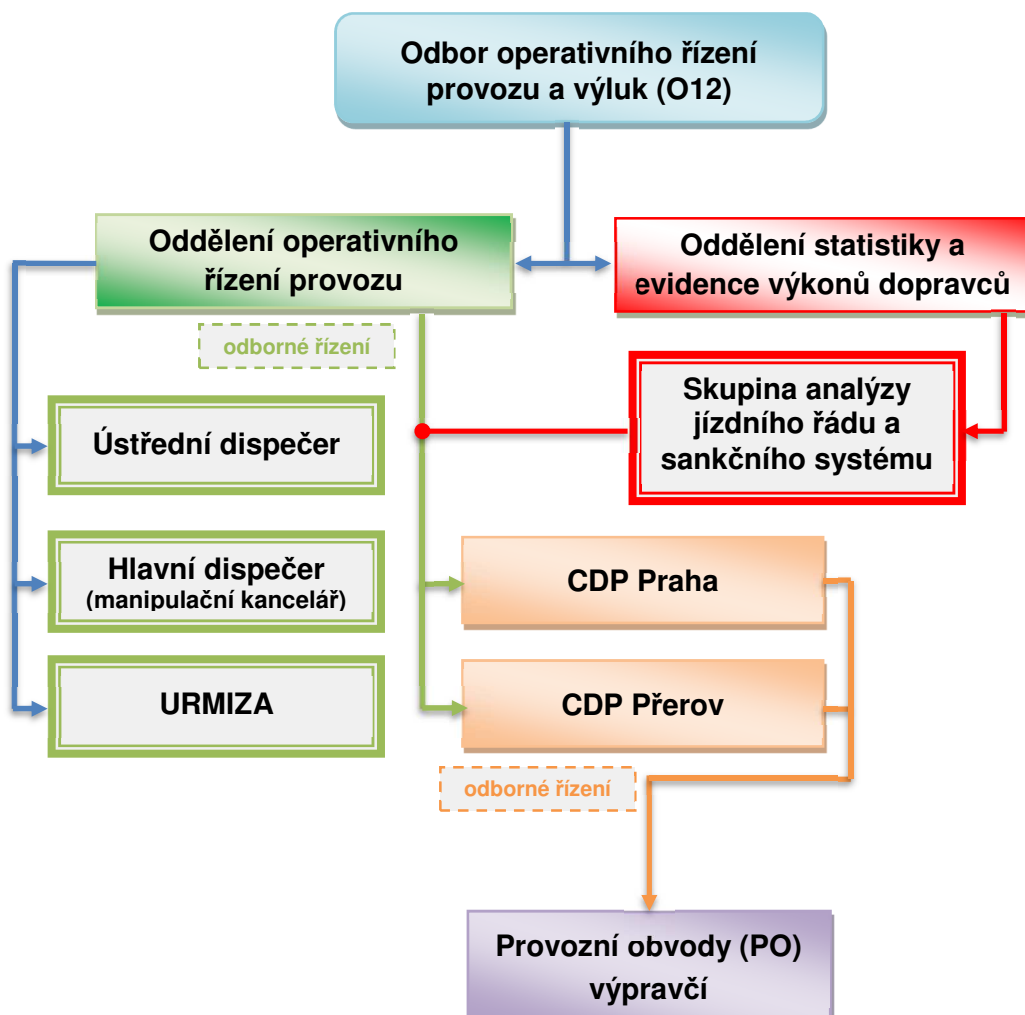 Odbor operativního řízení
provozu a výluk (O12)
Oddělení operativního
řízení provozu
Oddělení statistiky a
evidence výkonů dopravců
odborné řízení
Skupina analýzy
jízdního řádu a
sankčního systému
Ústřední dispečer
Hlavní dispečer
(manipulační kancelář)
CDP Praha
URMIZA
CDP Přerov
odborné řízení
Provozní obvody (PO)
výpravčí